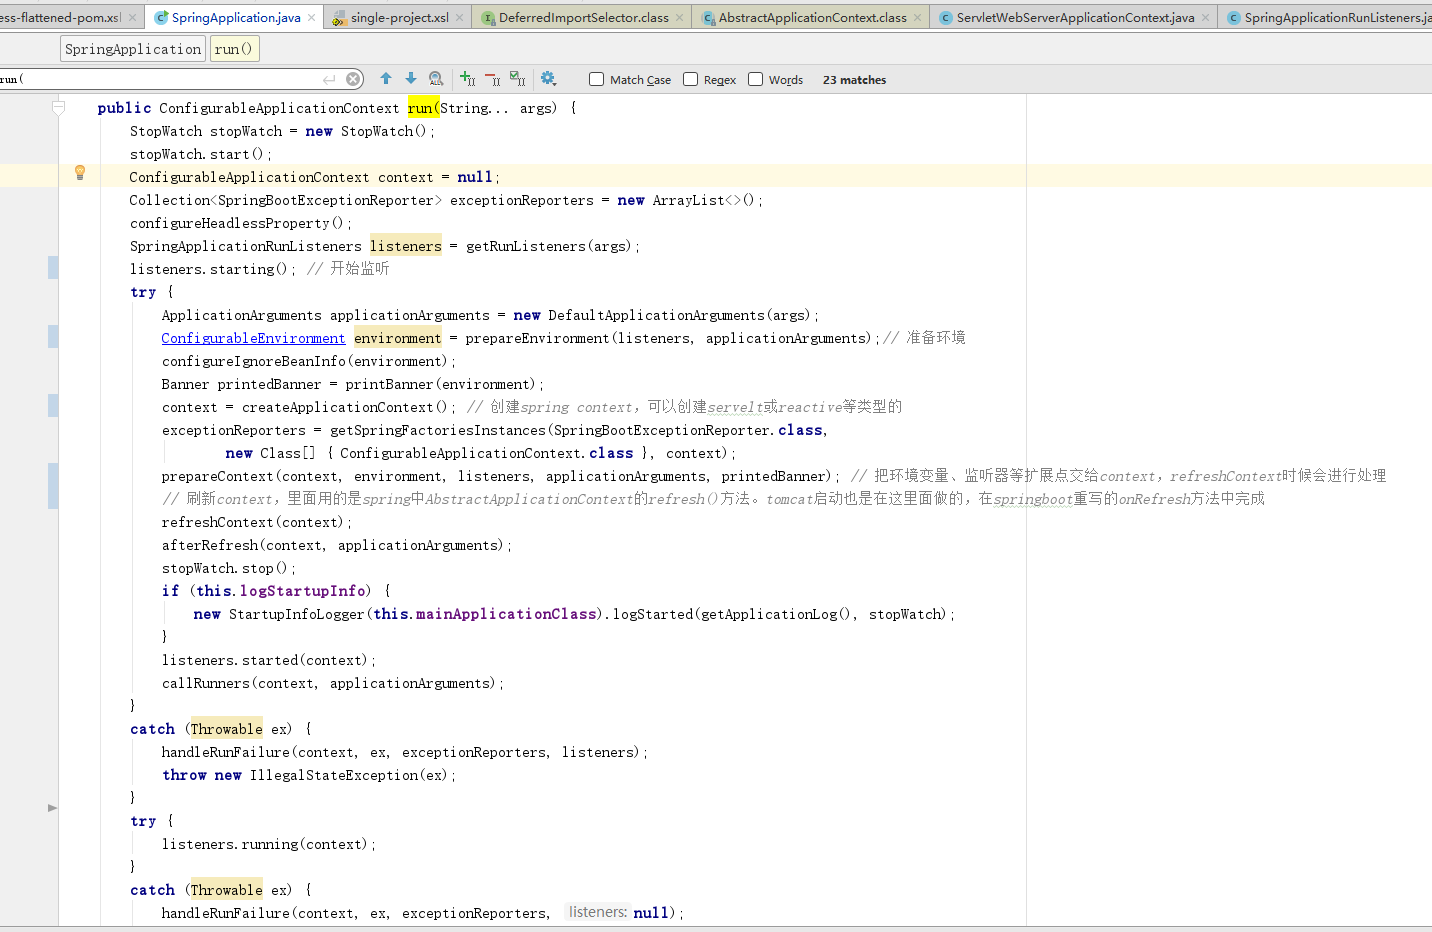 ess-flattened-pom.xsl
SpringApplication.java
single-project.xsl
DeferredImportSelector.class
AbstractApplicationContext.class
ServletWebServerApplicationContext.java
SpringApplicationRunListeners.ja
SpringApplication
run()
run(
Match Case
Regex
Words
23 matches
public ConfigurableApplicationContext run(String... args) {
StopWatch stopWatch = new StopWatch();
stopWatch.start();
ConfigurableApplicationContext context = null;
Collection<SpringBootExceptionReporter> exceptionReporters = new ArrayList<>();
configureHeadlessProperty();
SpringApplicationRunListeners listeners = getRunListeners(args);
listeners.starting(); // 开始监听
try {
ApplicationArguments applicationArguments = new DefaultApplicationArguments(args);
ConfigurableEnvironment environment = prepareEnvironment(listeners, applicationArguments);// 准备环境
configureIgnoreBeanInfo(environment);
Banner printedBanner = printBanner(environment);
context = createApplicationContext(); // 创建spring context，可以创建servelt或reactive等类型的
exceptionReporters = getSpringFactoriesInstances(SpringBootExceptionReporter.class,
new Class[] { ConfigurableApplicationContext.class }, context);
prepareContext(context, environment, listeners, applicationArguments, printedBanner); // 把环境变量、监听器等扩展点交给context，refreshContext时候会进行处理
// 刷新context，里面用的是spring中AbstractApplicationContext的refresh()方法。tomcat启动也是在这里面做的，在springboot重写的onRefresh方法中完成
refreshContext(context);
afterRefresh(context, applicationArguments);
stopWatch.stop();
if (this.logStartupInfo) {
new StartupInfoLogger(this.mainApplicationClass).logStarted(getApplicationLog(), stopWatch);
}
listeners.started(context);
callRunners(context, applicationArguments);
}
catch (Throwable ex) {
handleRunFailure(context, ex, exceptionReporters, listeners);
throw new IllegalStateException(ex);
}
try {
listeners.running(context);
}
catch (Throwable ex) {
handleRunFailure(context, ex, exceptionReporters, listeners: null);